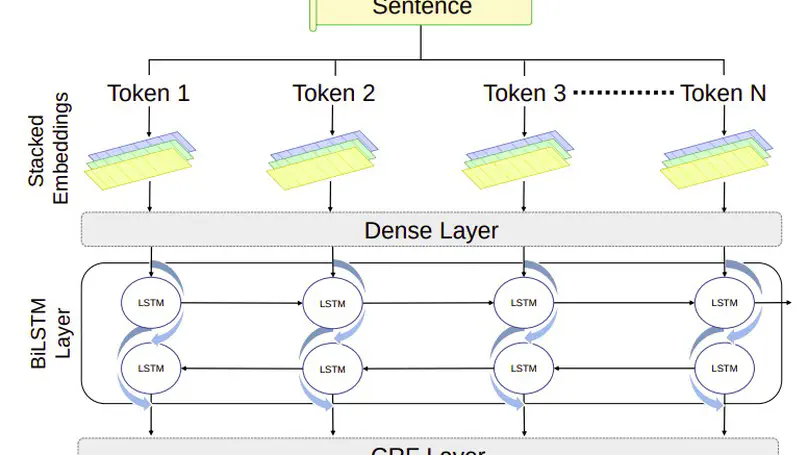 Sentence
Token 1
Token 2
Token 3
Token N
Stacked
Embeddings
Dense Layer
BiLSTM
Layer
LSTM
LSTM
LSTM
LSTM
LSTM
LSTM
LSTM
LSTM
CRF Layer